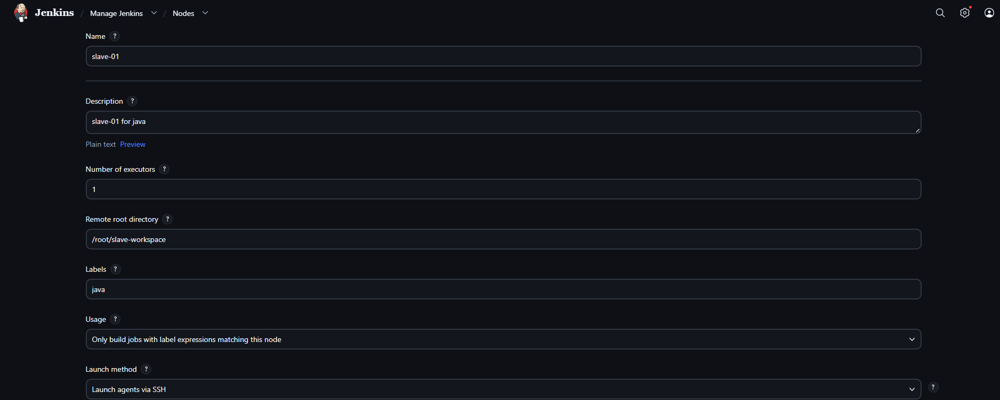 Jenkins / Manage Jenkins / Nodes
Name ?
slave-01
Description ?
slave-01 for java
Plain text Preview
Number of executors ?
1
Remote root directory ?
/root/slave-workspace
Labels ?
java
Usage ?
Only build jobs with label expressions matching this node
Launch method ?
Launch agents via SSH ?